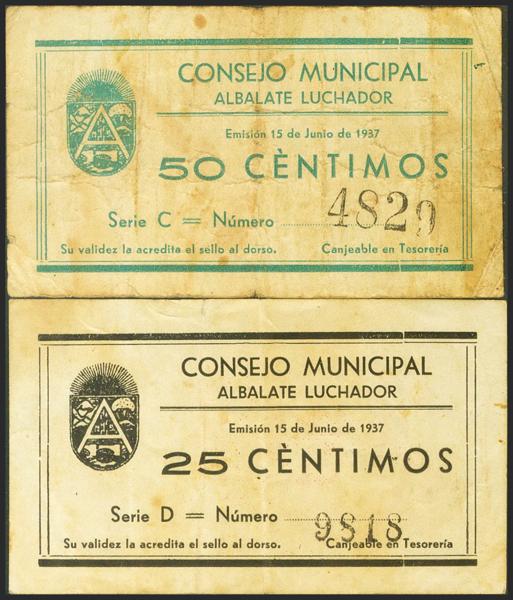 CONSEJO MUNICIPAL
ALBALATE LUCHADOR
Emisión 15 de Junio de 1937
50 CÈNTIMOS
Serie C = Número 4829
Su validez la acredita el sello al dorso. Canjeable en Tesorería
A
CONSEJO MUNICIPAL
ALBALATE LUCHADOR
Emisión 15 de Junio de 1937
25 CÈNTIMOS
Serie D = Número 9818
Su validez la acredita el sello al dorso. Canjeable en Tesorería
A